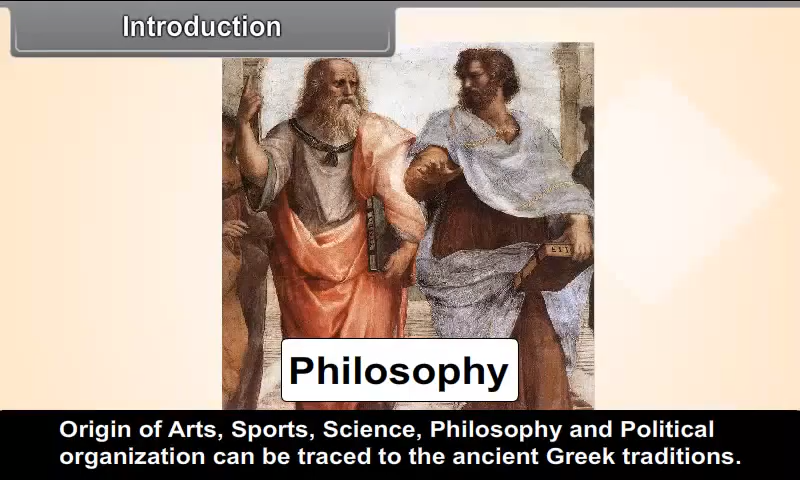 Introduction
Philosophy
Origin of Arts, Sports, Science, Philosophy and Political
organization can be traced to the ancient Greek traditions.